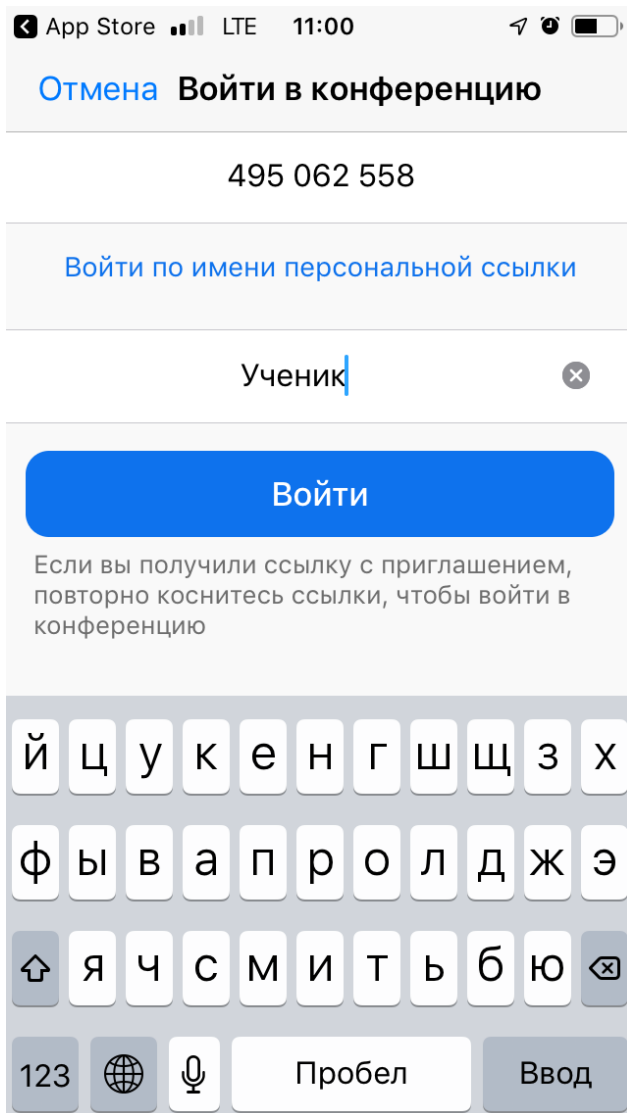 App Store LTE 11:00
Отмена Войти в конференцию
495 062 558
Войти по имени персональной ссылки
Ученик
Войти
Если вы получили ссылку с приглашением,
повторно коснитесь ссылки, чтобы войти в
конференцию
й ц у к е н г ш щ з х
ф ы в а п р о л д ж э
я ч с м и т ь б ю
123 Пробел Ввод